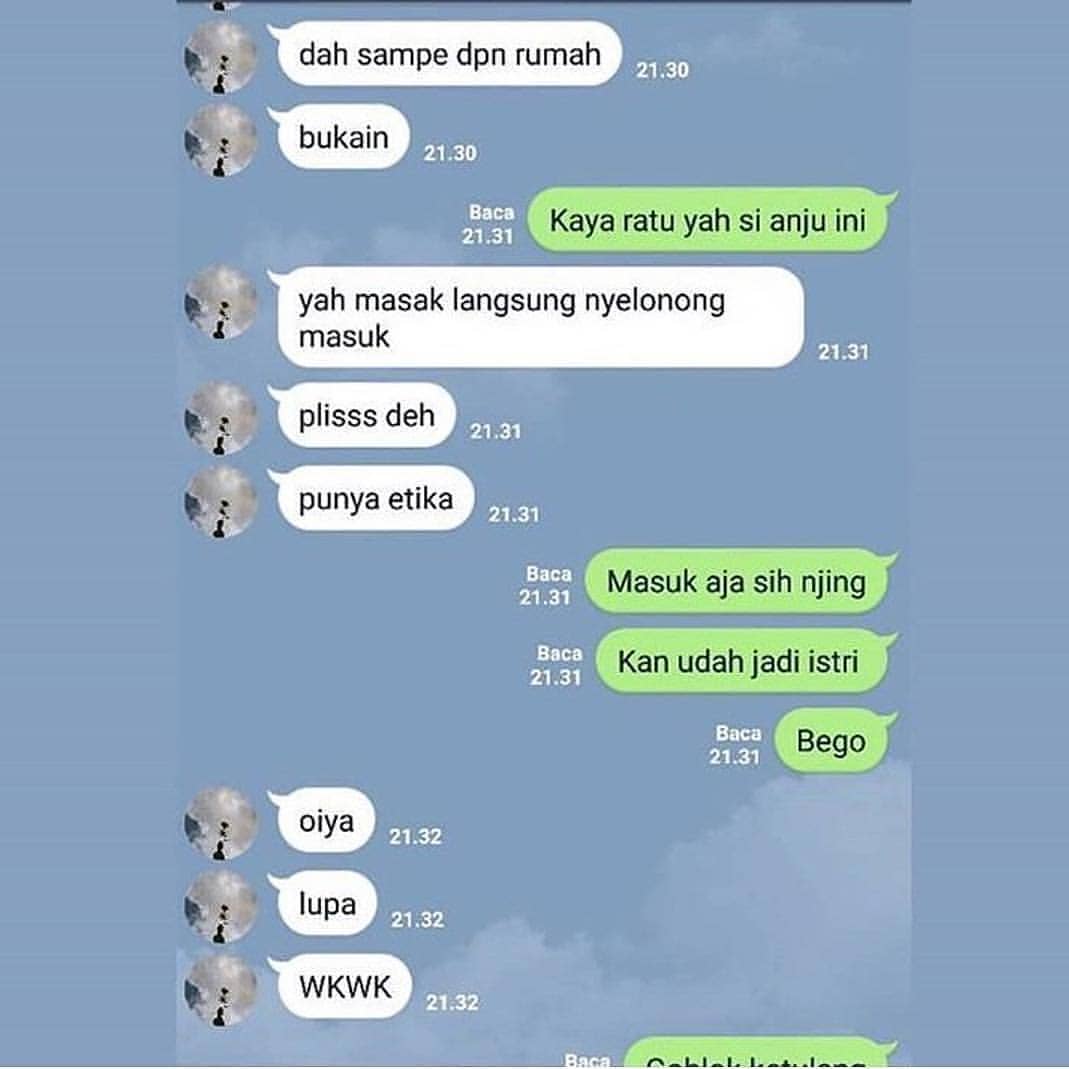 dah sampe dpn rumah
21.30
bukain
21.30
Baca
21.31
Kaya ratu yah si anju ini
yah masak langsung nyelonong
masuk
21.31
plisss deh
21.31
punya etika
21.31
Baca
21.31
Masuk aja sih njing
Baca
21.31
Kan udah jadi istri
Baca
21.31
Bego
oiya
21.32
lupa
21.32
WKWK
21.32
Baca